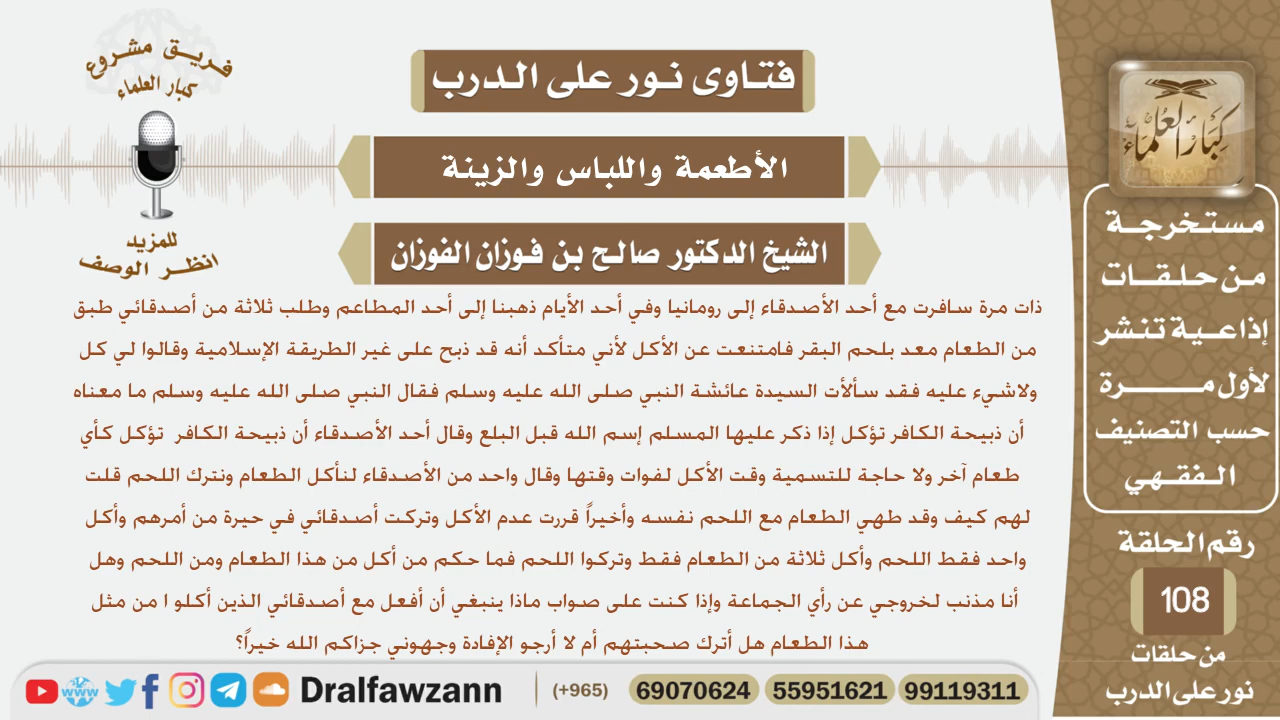 فريق مشروع
كبار العلماء
للمزيد
انظر الوصف
فتاوى نور على الدرب
الأطعمة واللباس والزينة
الشيخ الدكتور صالح بن فوزان الفوزان
ذات مرة سافرت مع أحد الأصدقاء إلى رومانيا وفي أحد الأيام ذهبنا إلى أحد المطاعم وطلب ثلاثة من أصدقائي طبق
من الطعام معد بلحم البقر فامتنعت عن الأكل لأني متأكد أنه قد ذبح على غير الطريقة الإسلامية وقالوا لي كل
ولاشيء عليه فقد سألأت السيدة عائشة النبي صلى الله عليه وسلم فقال النبي صلى الله عليه وسلم ما معناه
أن ذبيحة الكافر تؤكل إذا ذكر عليها المسلم إسم الله قبل البلع وقال أحد الأصدقاء أن ذبيحة الكافر تؤكل كأي
طعام آخر ولا حاجة للتسمية وقت الأكل لفوات وقتها وقال واحد من الأصدقاء لنأكل الطعام ونترك اللحم قلت
لهم كيف وقد طهي الطعام مع اللحم نفسه وأخيراً قررت عدم الأكل وتركت أصدقائي في حيرة من أمرهم وأكل
واحد فقط اللحم وأكل ثلاثة من الطعام فقط وتركوا اللحم فما حكم من أكل من هذا الطعام ومن اللحم وهل
أنا مذنب لخروجي عن رأي الجماعة وإذا كنت على صواب ماذا ينبغي أن أفعل مع أصدقائي الذين أكلو ا من مثل
هذا الطعام هل أترك صحبتهم أم لا أرجو الإفادة وجهوني جزاكم الله خيراً؟
كبار العلماء
مستخرجة
من حلقات
إذاعية تنشر
لأول مرة
حسب التصنيف
الفقهي
رقم الحلقة
108
من حلقات
نور على الدرب
www
Dralfawzann
(+965)
69070624
55951621
99119311